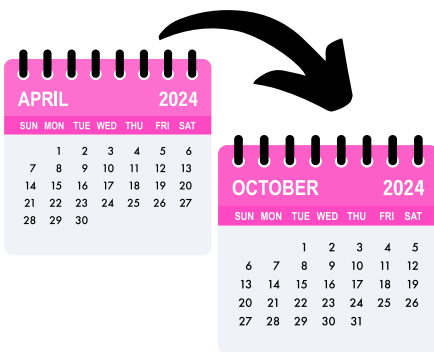 APRIL 2024
SUN MON TUE WED THU FRI SAT
1 2 3 4 5 6
7 8 9 10 11 12 13
14 15 16 17 18 19 20
21 22 23 24 25 26 27
28 29 30
OCTOBER 2024
SUN MON TUE WED THU FRI SAT
1 2 3 4 5
6 7 8 9 10 11 12
13 14 15 16 17 18 19
20 21 22 23 24 25 26
27 28 29 30 31